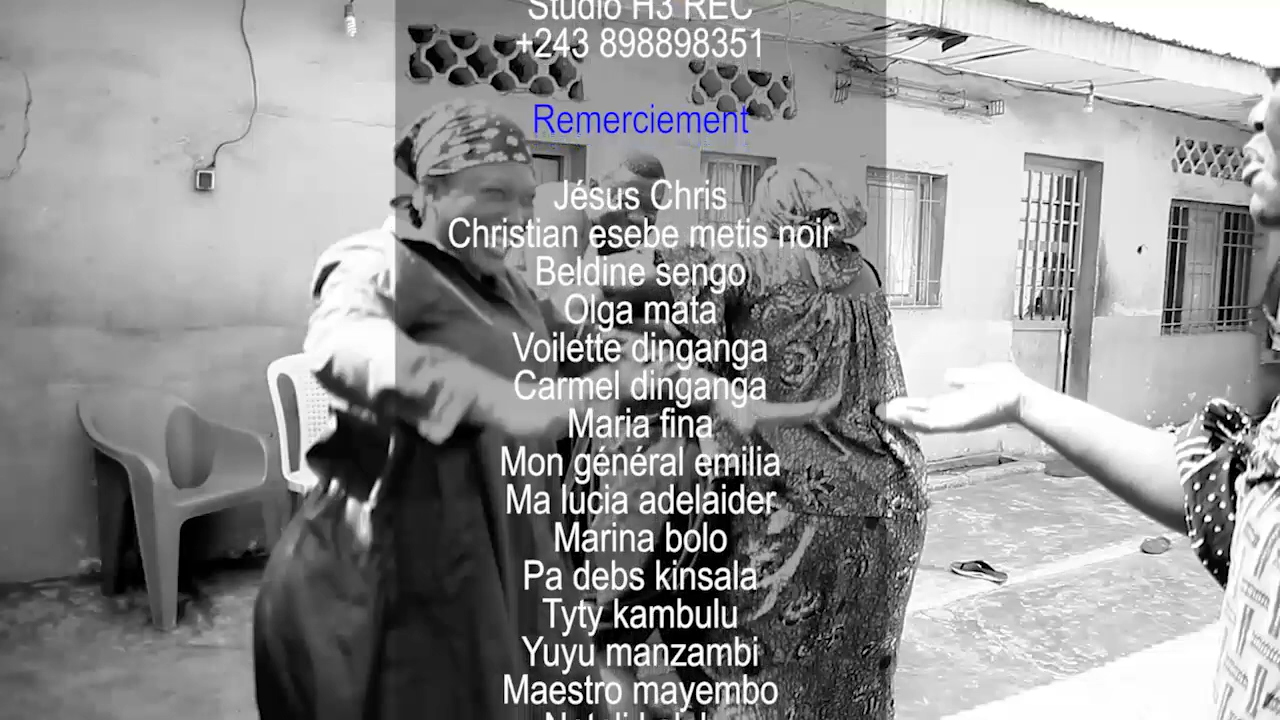 Studio H3 REC
+243 898898351
Remerciement
Jésus Chris
Christian esebe metis noir
Beldine sengo
Olga mata
Voilette dinganga
Carmel dinganga
Maria fina
Mon général emilia
Ma lucia adelaider
Marina bolo
Pa debs kinsala
Tyty kambulu
Yuyu manzambi
Maestro mayembo